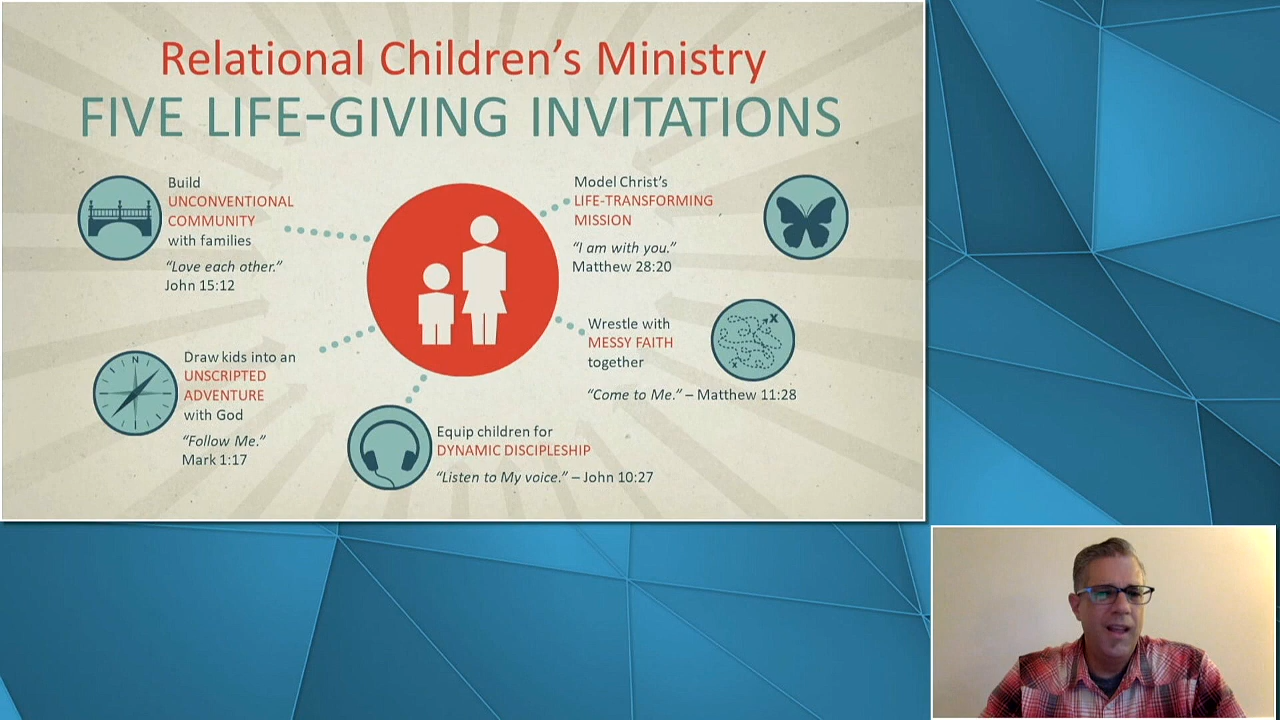 Relational Children's Ministry
FIVE LIFE-GIVING INVITATIONS
Build
UNCONVENTIONAL
COMMUNITY
with families
"Love each other."
John 15:12
Model Christ's
LIFE-TRANSFORMING
MISSION
"I am with you."
Matthew 28:20
Wrestle with
MESSY FAITH
together
"Come to Me." – Matthew 11:28
X
x
N
Draw kids into an
UNSCRIPTED
ADVENTURE
with God
"Follow Me."
Mark 1:17
Equip children for
DYNAMIC DISCIPLESHIP
"Listen to My voice." – John 10:27